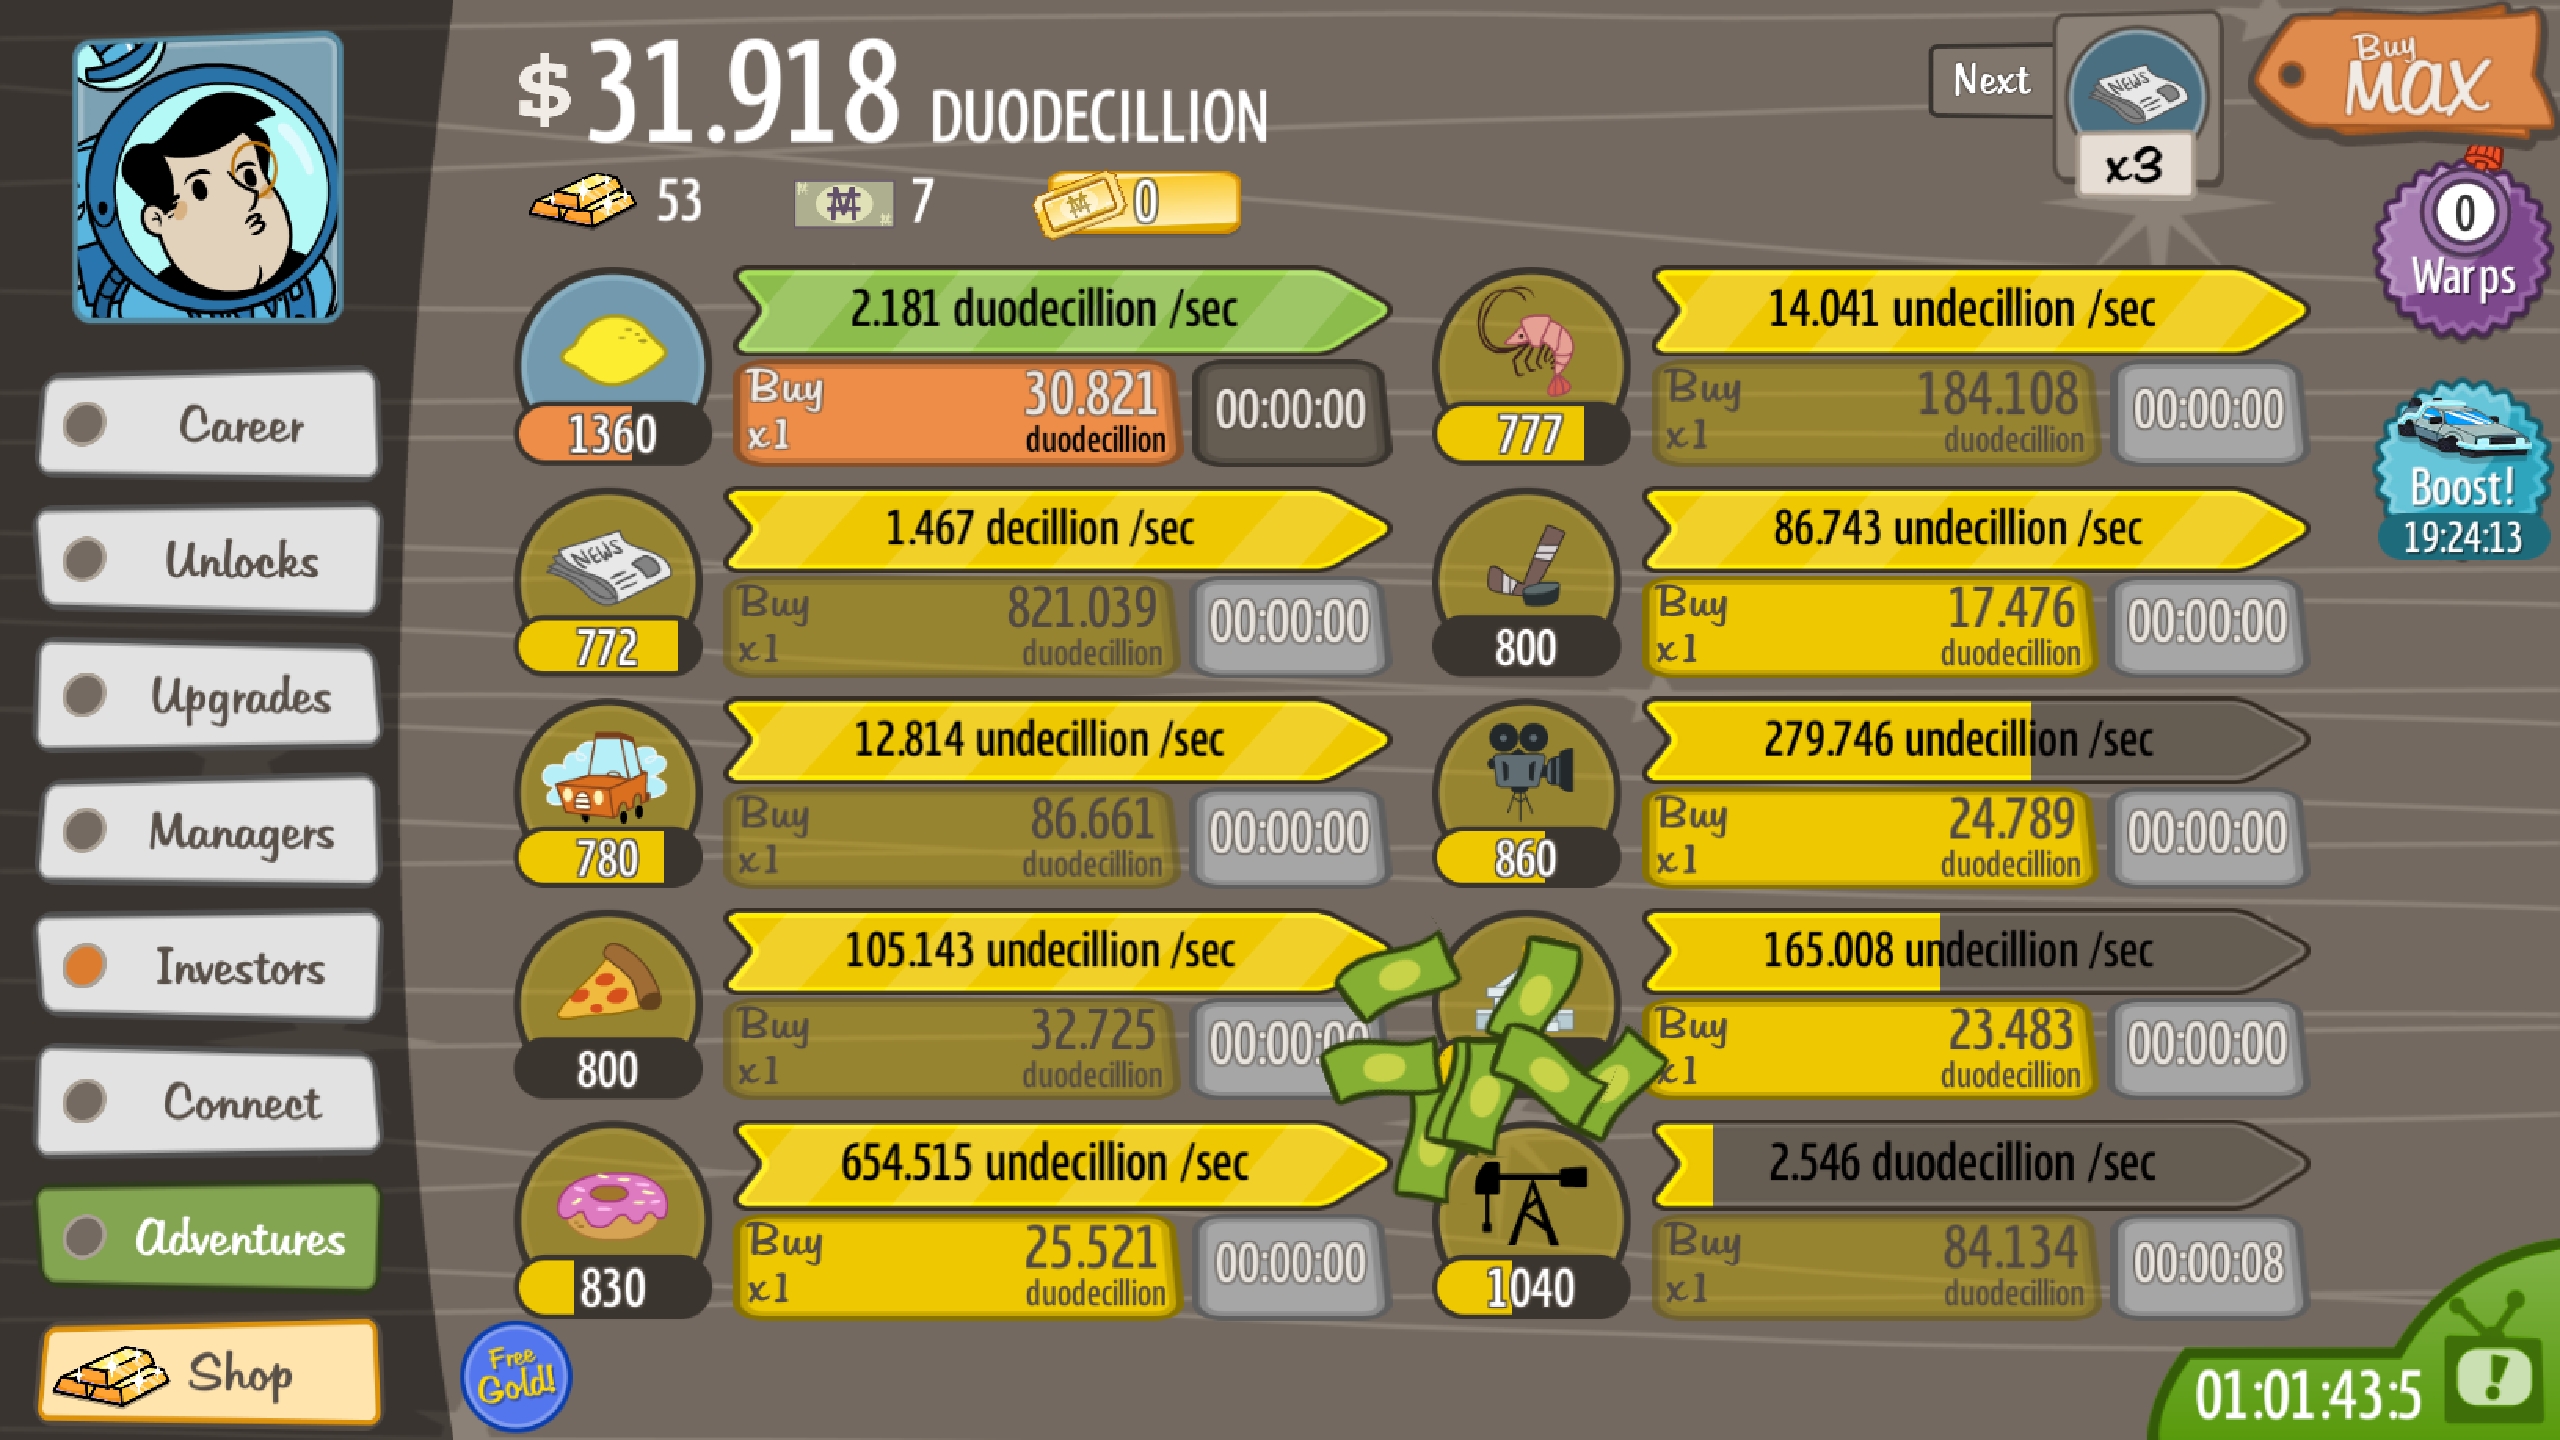 $ 31.918 DUODECILLION
53
7
0
Next
NEWS
x3
Buy
MAX
0
Warps
Boost!
19:24:13
Career
Unlocks
Upgrades
Managers
Investors
Connect
Adventures
Shop
2.181 duodecillion /sec
1360
Buy
x1
30.821
duodecillion
00:00:00
NEWS
1.467 decillion /sec
772
Buy
x1
821.039
duodecillion
00:00:00
12.814 undecillion /sec
780
Buy
x1
86.661
duodecillion
00:00:00
105.143 undecillion /sec
800
Buy
x1
32.725
duodecillion
00:00:00
654.515 undecillion /sec
830
Buy
x1
25.521
duodecillion
00:00:00
14.041 undecillion /sec
777
Buy
x1
184.108
duodecillion
00:00:00
86.743 undecillion /sec
800
Buy
x1
17.476
duodecillion
00:00:00
279.746 undecillion /sec
860
Buy
x1
24.789
duodecillion
00:00:00
165.008 undecillion /sec
Buy
x1
23.483
duodecillion
00:00:00
2.546 duodecillion /sec
1040
Buy
x1
84.134
duodecillion
00:00:08
Free
Gold!
01:01:43:5
!